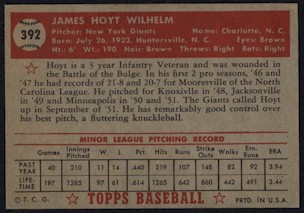 392
JAMES HOYT WILHELM
Pitcher: New York Giants Home: Charlotte, N. C.
Born: July 26, 1923, Huntersville, N. C. Eyes: Brown
Ht.: 6' Wt.: 190 Hair: Brown Throws: Right Bats: Right
Hoyt is a 3 year Infantry Veteran and was wounded in
the Battle of the Bulge. In his first 2 pro seasons, '46 and
'47 he had records of 21-8 and 20-7 for Mooresville of the
North Carolina League. He pitched for Knoxville in '48, Jacksonville
in '49 and Minneapolis in '50 and '51. The Giants called Hoyt
up in September of '51. He has remarkably good control over
his best pitch, a fluttering knuckleball.
MINOR LEAGUE PITCHING RECORD
Games Innings Pitched W L Pct. Hits Runs Strike Outs Walks Earned Runs ERA
PAST YEAR 40 210 11 14 .440 219 148 82 92 3.94
LIFE-TIME 197 1285 97 61 .614 1297 642 660 442 491 3.44
© T. C. G. TOPPS BASEBALL PRTD. IN U.S.A.